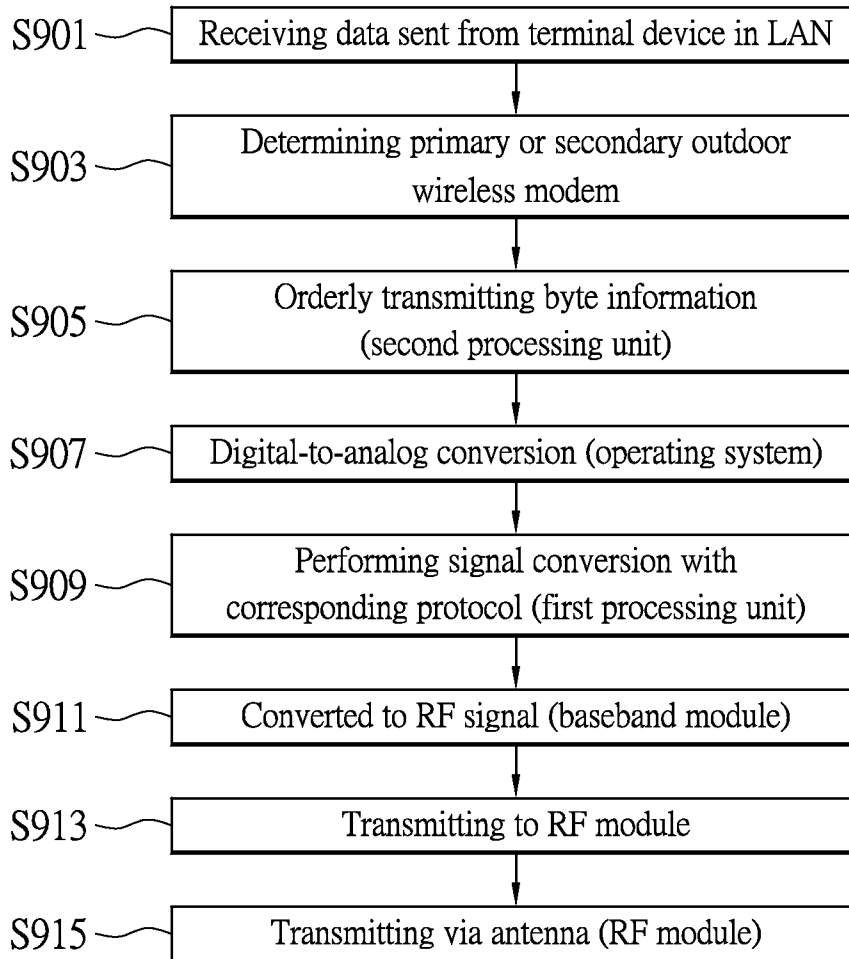 S901
Receiving data sent from terminal device in LAN
S903
Determining primary or secondary outdoor
wireless modem
S905
Orderly transmitting byte information
(second processing unit)
S907
Digital-to-analog conversion (operating system)
S909
Performing signal conversion with
corresponding protocol (first processing unit)
S911
Converted to RF signal (baseband module)
S913
Transmitting to RF module
S915
Transmitting via antenna (RF module)